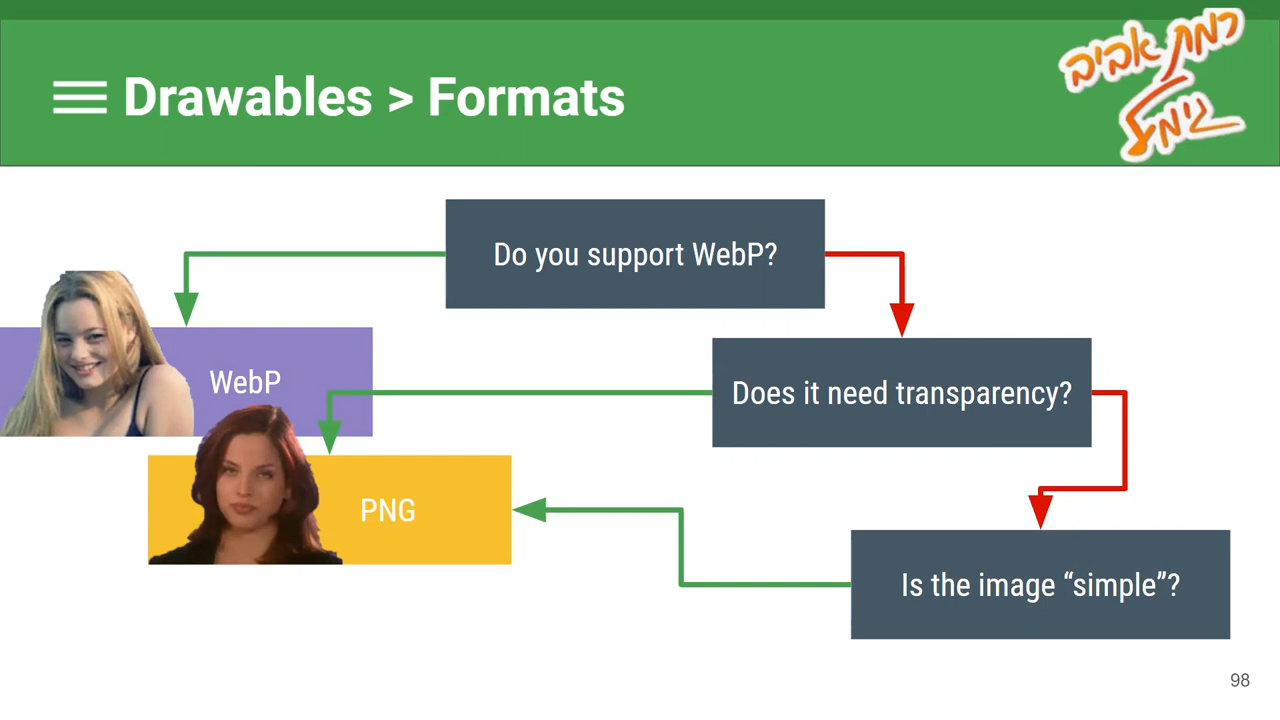 Drawables > Formats
רמת אביב
גימל
Do you support WebP?
WebP
Does it need transparency?
PNG
Is the image “simple”?
98